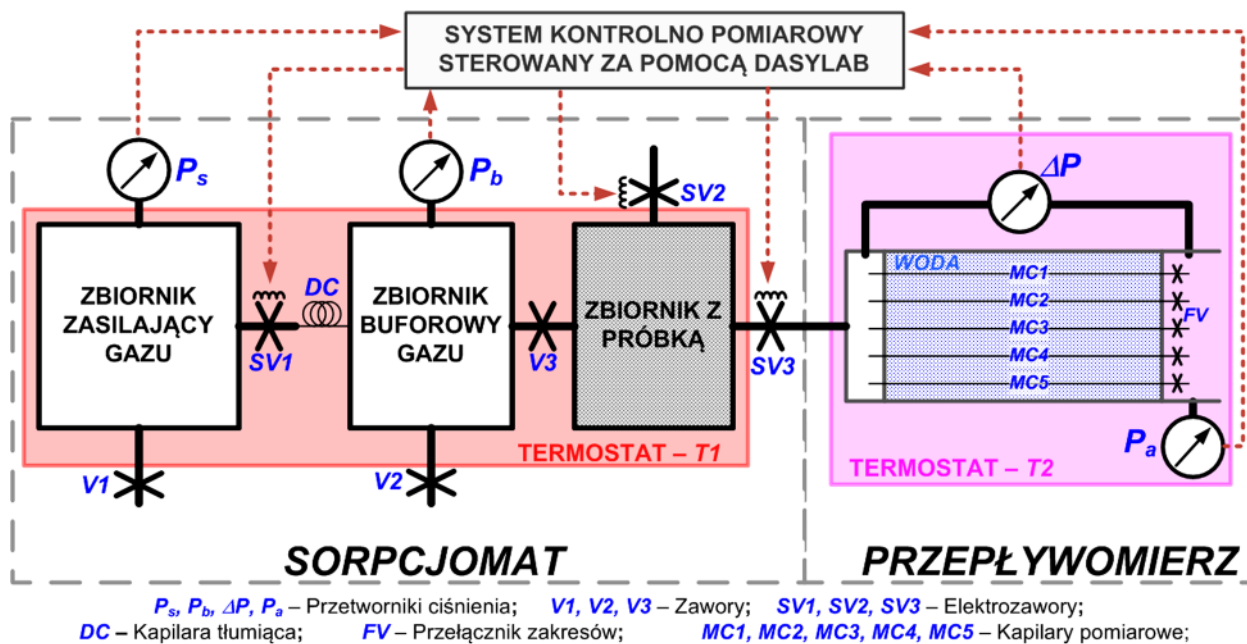 SYSTEM KONTROLNO POMIAROWY
STEROWANY ZA POMOCĄ DASYLAB
Ps
Pb
SV2
ΔP
ZBIORNIK
ZASILAJĄCY
GAZU
SV1
DC
ZBIORNIK
BUFOROWY
GAZU
V3
ZBIORNIK Z
PRÓBKĄ
SV3
WODA
MC1
MC2
MC3
MC4
MC5
FV
Pa
V1
V2
TERMOSTAT – T1
TERMOSTAT – T2
SORPCJOMAT
PRZEPŁYWOMIERZ
Ps, Pb, ΔP, Pa – Przetworniki ciśnienia; V1, V2, V3 – Zawory; SV1, SV2, SV3 – Elektrozawory;
DC – Kapilara tłumiąca; FV – Przełącznik zakresów; MC1, MC2, MC3, MC4, MC5 – Kapilary pomiarowe;